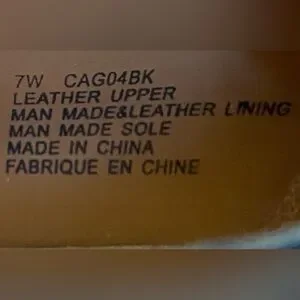 7W CAG04BK
LEATHER UPPER
MAN MADE&LEATHER LINING
MAN MADE SOLE
MADE IN CHINA
FABRIQUE EN CHINE